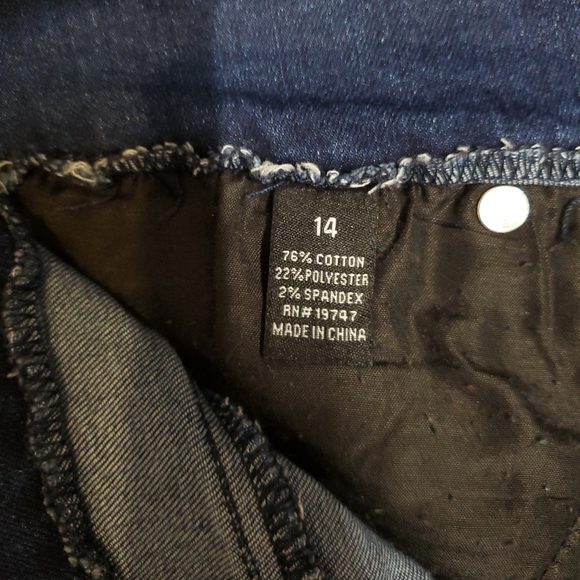 14
76% COTTON
22% POLYESTER
2% SPANDEX
RN# 19747
MADE IN CHINA